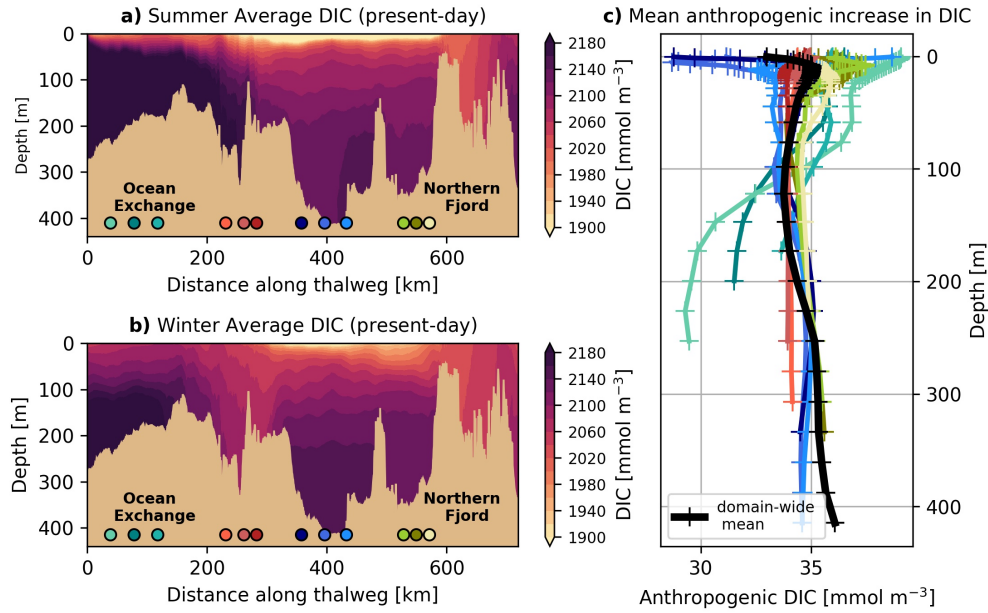 a) Summer Average DIC (present-day)
0
100
200
300
400
Depth [m]
Ocean
Exchange
Northern
Fjord
0
200
400
600
Distance along thalweg [km]
2180
2140
2100
2060
2020
1980
1940
1900
DIC [mmol m⁻³]
b) Winter Average DIC (present-day)
0
100
200
300
400
Depth [m]
Ocean
Exchange
Northern
Fjord
0
200
400
600
Distance along thalweg [km]
2180
2140
2100
2060
2020
1980
1940
1900
DIC [mmol m⁻³]
c) Mean anthropogenic increase in DIC
0
100
200
300
400
Depth [m]
domain-wide
mean
30
35
Anthropogenic DIC [mmol m⁻³]